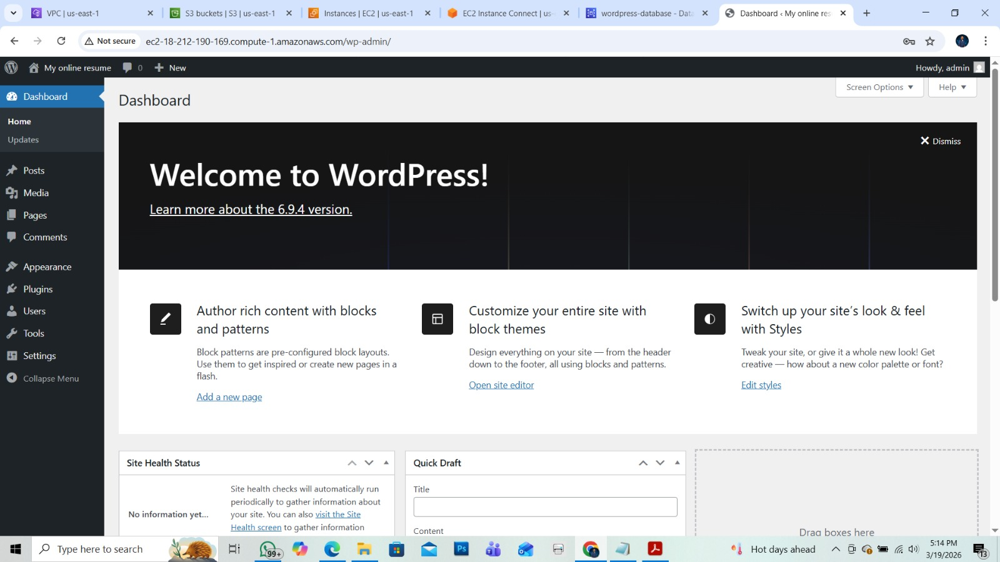 VPC | us-east-1
S3 buckets | S3 | us-east-1
Instances | EC2 | us-east-1
EC2 Instance Connect | us-
wordpress-database - Data
Dashboard ‹ My online res
Not secure
ec2-18-212-190-169.compute-1.amazonaws.com/wp-admin/
My online resume
0
New
Howdy, admin
Dashboard
Home
Updates
Posts
Media
Pages
Comments
Appearance
Plugins
Users
Tools
Settings
Collapse Menu
Screen Options
Help
Dashboard
Dismiss
Welcome to WordPress!
Learn more about the 6.9.4 version.
Author rich content with blocks
and patterns
Block patterns are pre-configured block layouts.
Use them to get inspired or create new pages in a
flash.
Add a new page
Customize your entire site with
block themes
Design everything on your site — from the header
down to the footer, all using blocks and patterns.
Open site editor
Switch up your site’s look & feel
with Styles
Tweak your site, or give it a whole new look! Get
creative — how about a new color palette or font?
Edit styles
Site Health Status
No information yet...
Site health checks will automatically run
periodically to gather information about
your site. You can also visit the Site
Health screen to gather information
Quick Draft
Title
Content
Drag boxes here
Type here to search
99+
Ps
Hot days ahead
5:14 PM
3/19/2026
13